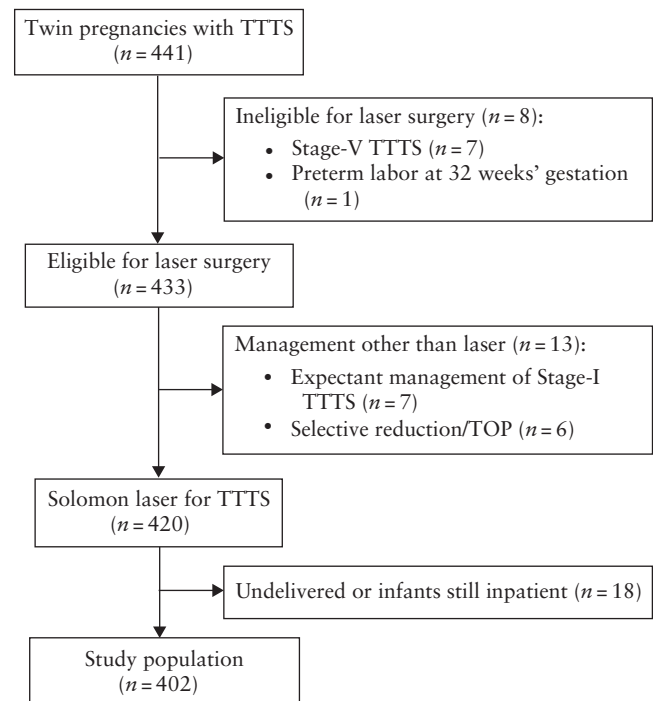 Twin pregnancies with TTTS
(n = 441)
Ineligible for laser surgery (n = 8):
• Stage-V TTTS (n = 7)
• Preterm labor at 32 weeks' gestation
(n = 1)
Eligible for laser surgery
(n = 433)
Management other than laser (n = 13):
• Expectant management of Stage-I
TTTS (n = 7)
• Selective reduction/TOP (n = 6)
Solomon laser for TTTS
(n = 420)
Undelivered or infants still inpatient (n = 18)
Study population
(n = 402)